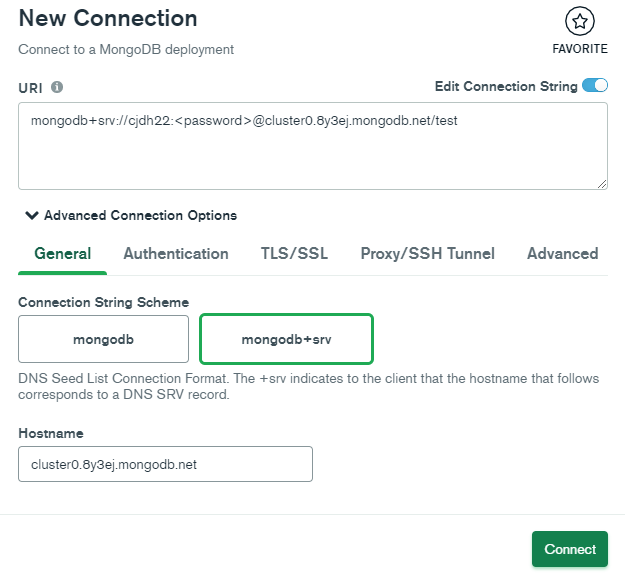 New Connection
Connect to a MongoDB deployment
FAVORITE
URI
Edit Connection String
mongodb+srv://cjdh22:<password>@cluster0.8y3ej.mongodb.net/test
Advanced Connection Options
General Authentication TLS/SSL Proxy/SSH Tunnel Advanced
Connection String Scheme
mongodb mongodb+srv
DNS Seed List Connection Format. The +srv indicates to the client that the hostname that follows
corresponds to a DNS SRV record.
Hostname
cluster0.8y3ej.mongodb.net
Connect